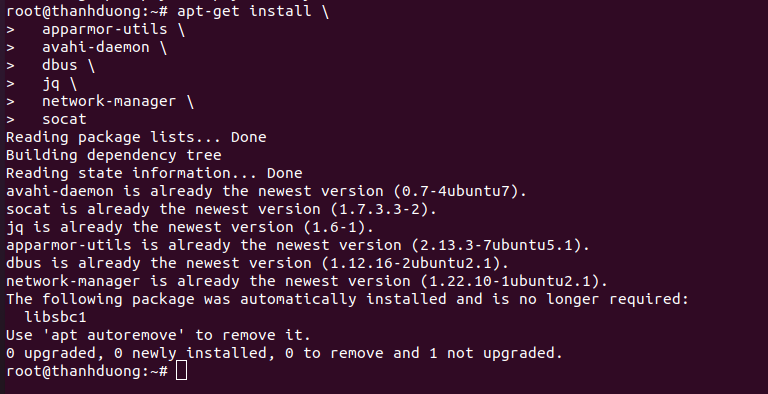 root@thanhduong:~# apt-get install \
>   apparmor-utils \
>   avahi-daemon \
>   dbus \
>   jq \
>   network-manager \
>   socat
Reading package lists... Done
Building dependency tree
Reading state information... Done
avahi-daemon is already the newest version (0.7-4ubuntu7).
socat is already the newest version (1.7.3.3-2).
jq is already the newest version (1.6-1).
apparmor-utils is already the newest version (2.13.3-7ubuntu5.1).
dbus is already the newest version (1.12.16-2ubuntu2.1).
network-manager is already the newest version (1.22.10-1ubuntu2.1).
The following package was automatically installed and is no longer required:
  libsbc1
Use 'apt autoremove' to remove it.
0 upgraded, 0 newly installed, 0 to remove and 1 not upgraded.
root@thanhduong:~#